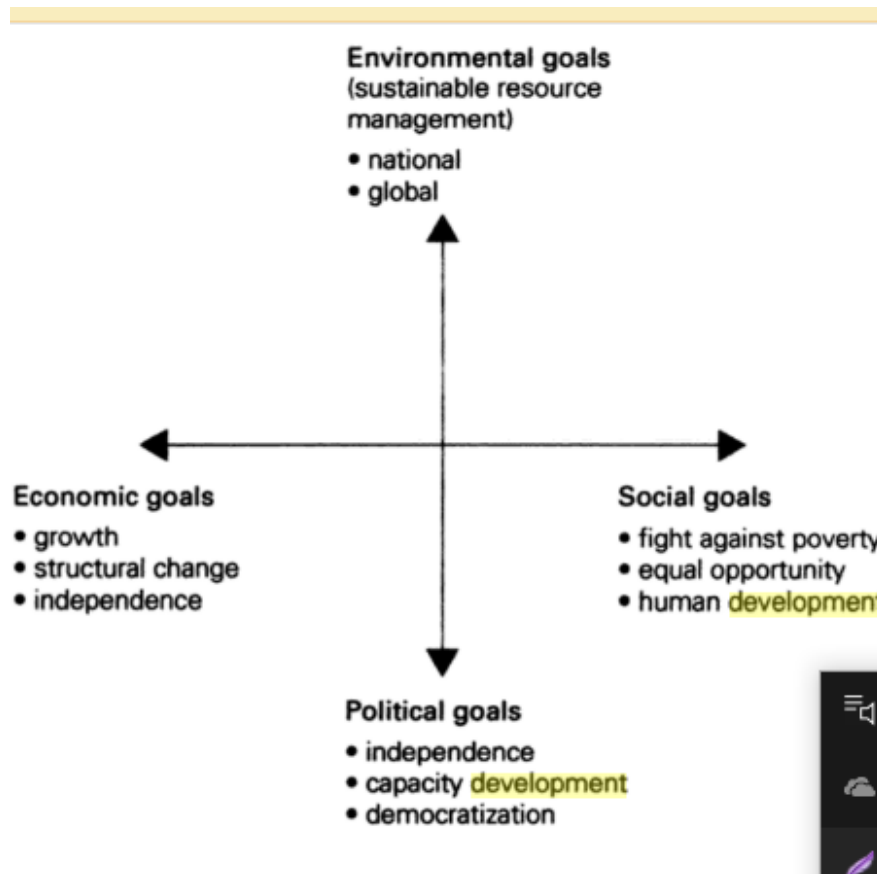 Environmental goals
(sustainable resource
management)
• national
• global
Economic goals
• growth
• structural change
• independence
Social goals
• fight against poverty
• equal opportunity
• human development
Political goals
• independence
• capacity development
• democratization